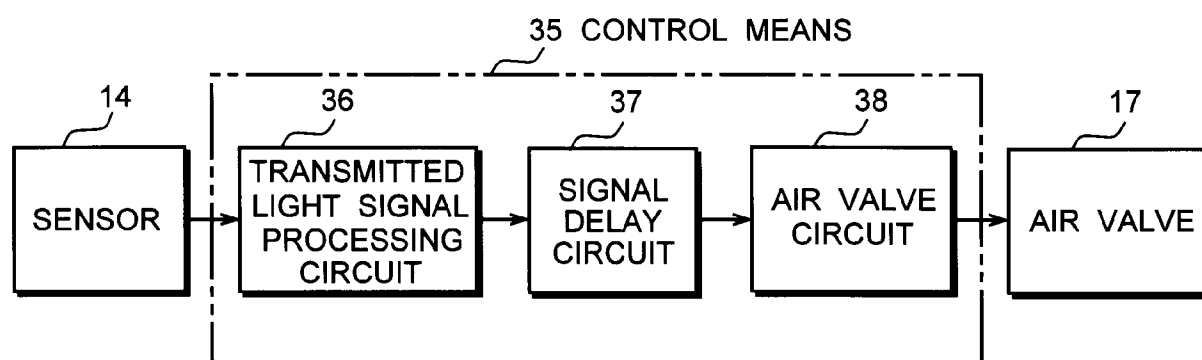 35 CONTROL MEANS
14
36
37
38
17
SENSOR
TRANSMITTED
LIGHT SIGNAL
PROCESSING
CIRCUIT
SIGNAL
DELAY
CIRCUIT
AIR VALVE
CIRCUIT
AIR VALVE